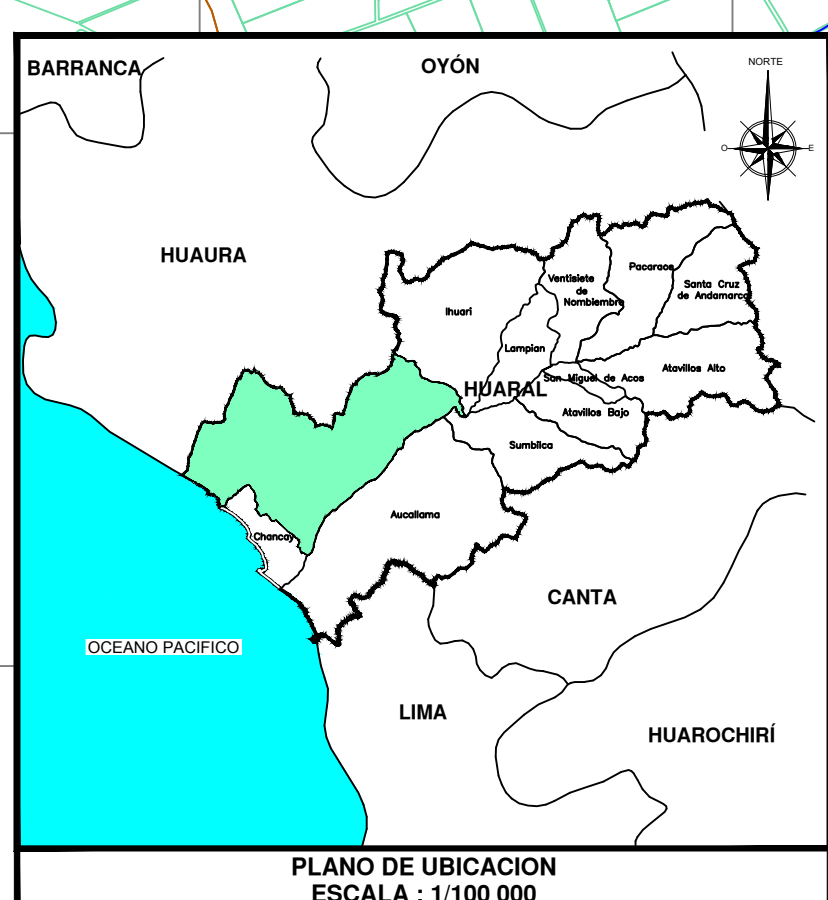 BARRANCA
OYÓN
NORTE
O
E
HUAURA
Ihuari
Ventisiete
de
Nombiembre
Pacaraos
Santa Cruz
de Andamarca
Lampian
San Miguel de Acos
Atavillos Alto
HUARAL
Atavillos Bajo
Sumbilca
Aucallama
Chancay
CANTA
OCEANO PACIFICO
LIMA
HUAROCHIRÍ
PLANO DE UBICACION
ESCALA : 1/100 000